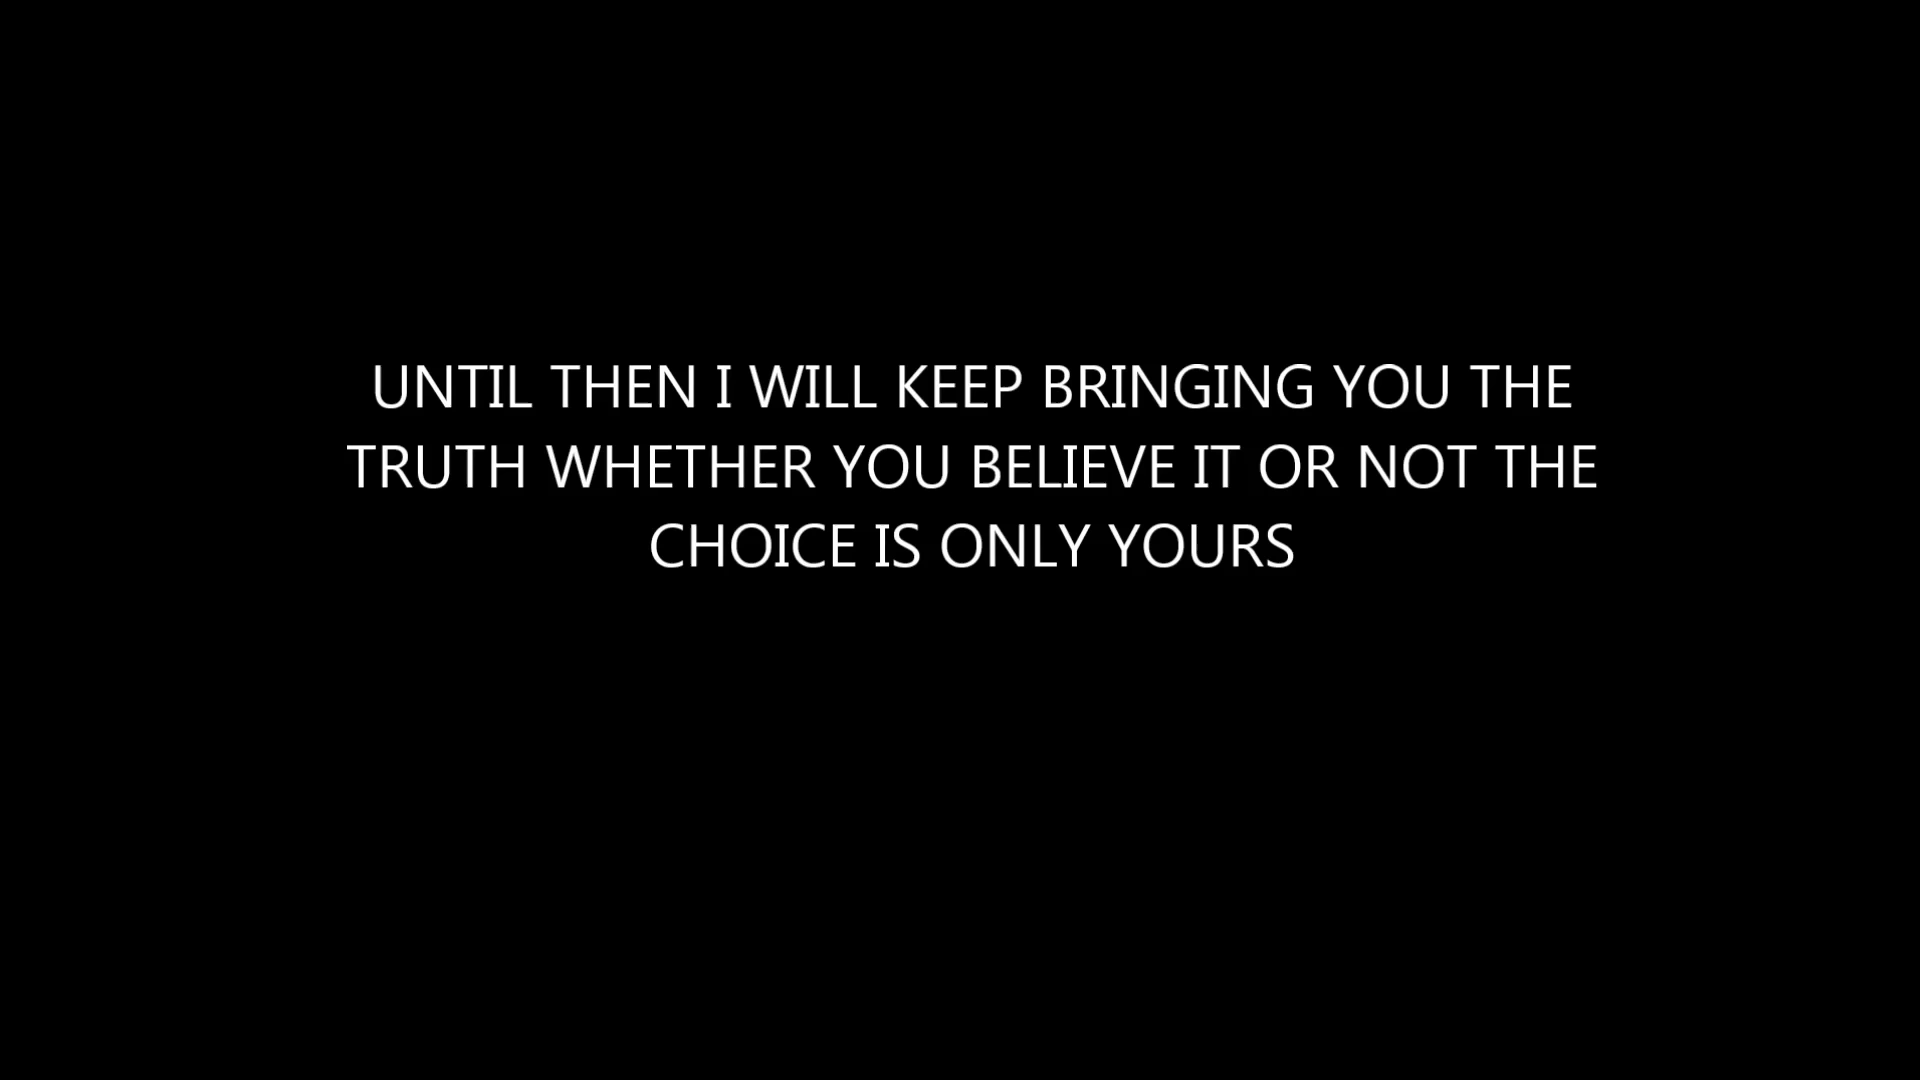 UNTIL THEN I WILL KEEP BRINGING YOU THE
TRUTH WHETHER YOU BELIEVE IT OR NOT THE
CHOICE IS ONLY YOURS